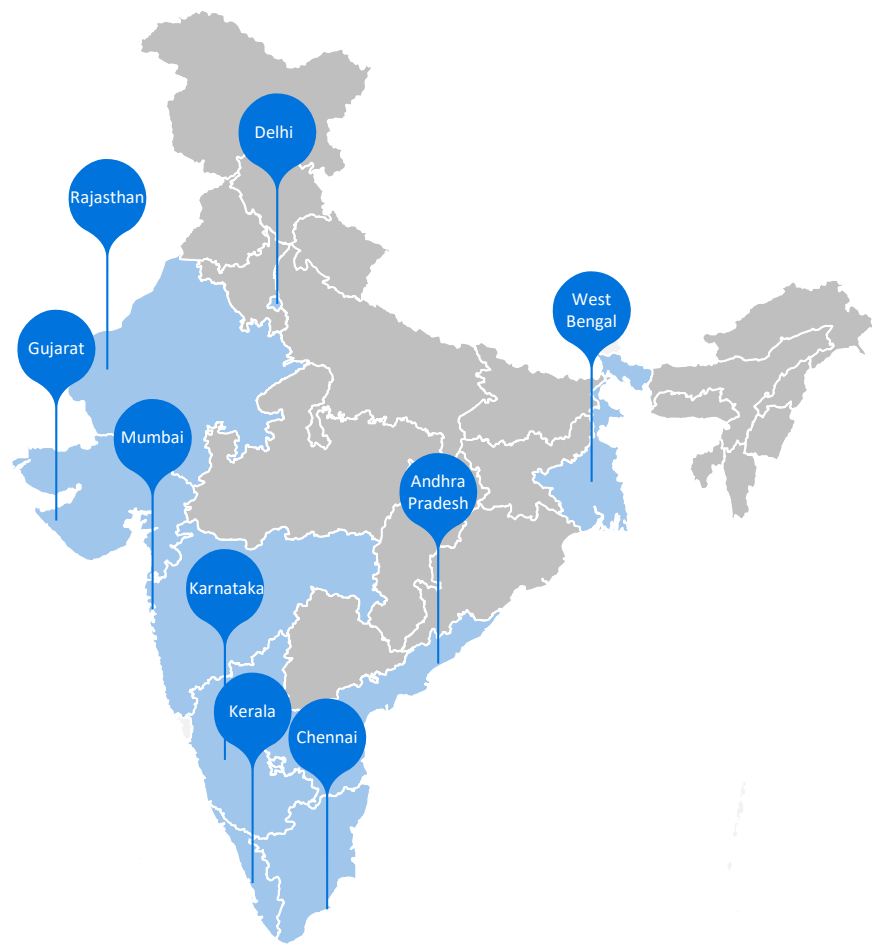 Delhi
Rajasthan
West
Bengal
Gujarat
Mumbai
Andhra
Pradesh
Karnataka
Kerala
Chennai